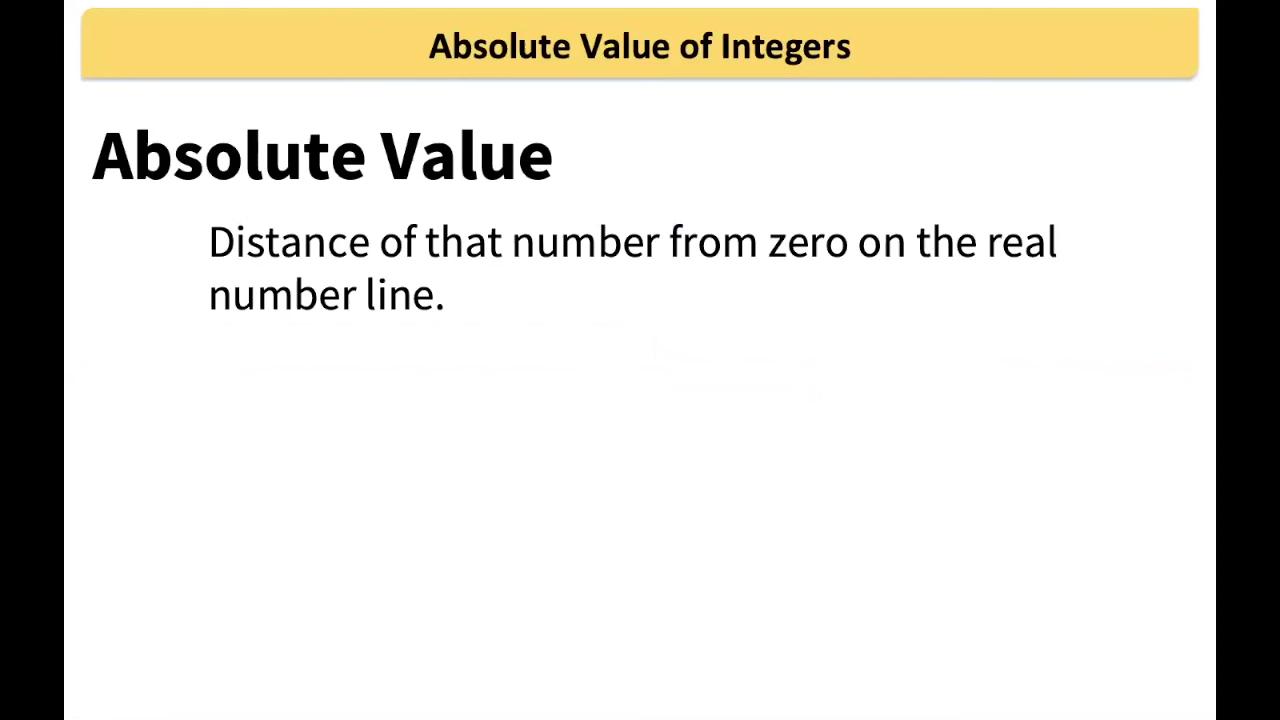 Absolute Value of Integers
Absolute Value
Distance of that number from zero on the real
number line.